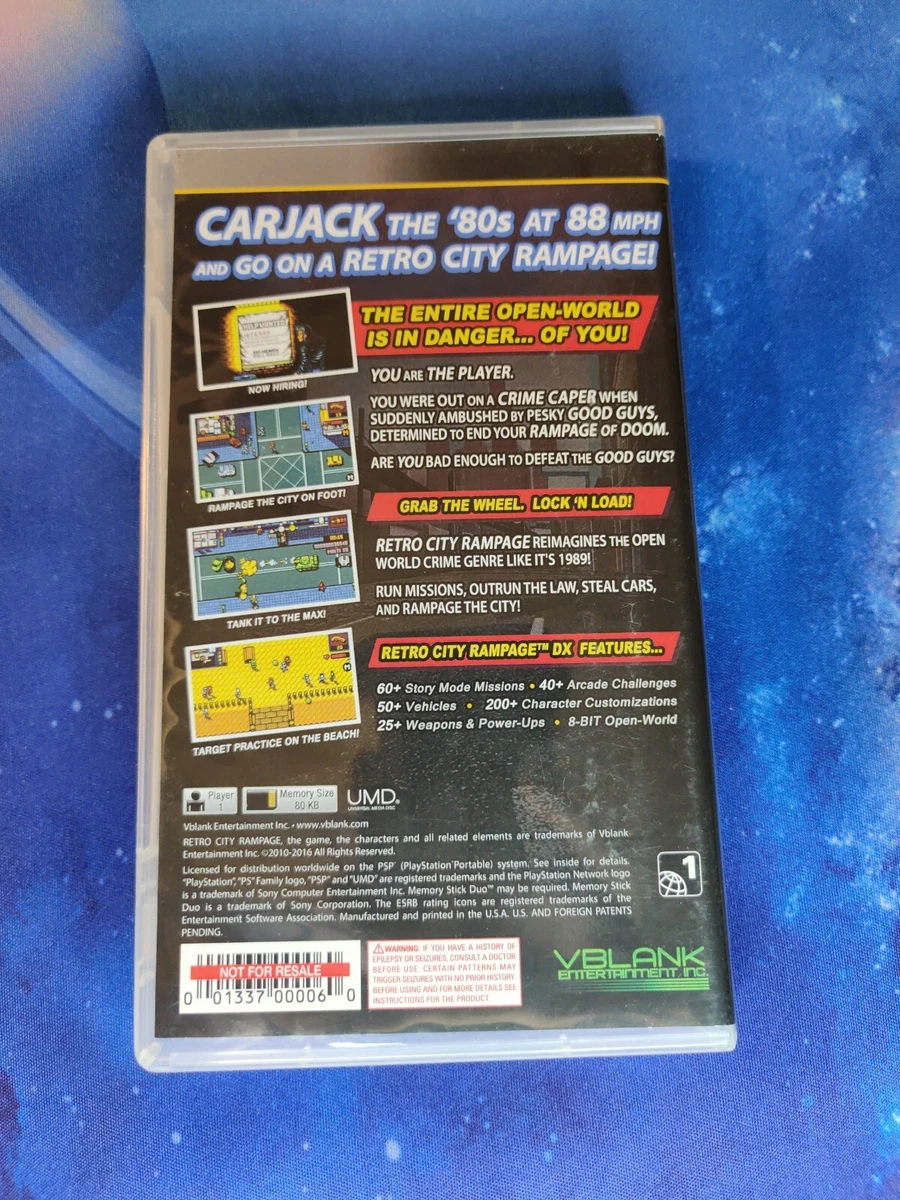 CARJACK THE '80s AT 88 MPH
AND GO ON A RETRO CITY RAMPAGE!
THE ENTIRE OPEN-WORLD
IS IN DANGER... OF YOU!
HELP WANTED
NOW HIRING!
YOU ARE THE PLAYER.
YOU WERE OUT ON A CRIME CAPER WHEN
SUDDENLY AMBUSHED BY PESKY GOOD GUYS,
DETERMINED TO END YOUR RAMPAGE OF DOOM.
ARE YOU BAD ENOUGH TO DEFEAT THE GOOD GUYS?
RAMPAGE THE CITY ON FOOT!
GRAB THE WHEEL. LOCK 'N LOAD!
RETRO CITY RAMPAGE REIMAGINES THE OPEN
WORLD CRIME GENRE LIKE IT'S 1989!
RUN MISSIONS, OUTRUN THE LAW, STEAL CARS,
AND RAMPAGE THE CITY!
TANK IT TO THE MAX!
RETRO CITY RAMPAGE™ DX FEATURES...
60+ Story Mode Missions • 40+ Arcade Challenges
50+ Vehicles • 200+ Character Customizations
25+ Weapons & Power-Ups • 8-BIT Open-World
TARGET PRACTICE ON THE BEACH!
Player
1
Memory Size
80 KB
UMD®
UNIVERSAL MEDIA DISC
Vblank Entertainment Inc. • www.vblank.com
RETRO CITY RAMPAGE, the game, the characters and all related elements are trademarks of Vblank
Entertainment Inc. ©2010-2016 All Rights Reserved.
Licensed for distribution worldwide on the PSP® (PlayStation®Portable) system. See inside for details.
"PlayStation", "PS" Family logo, "PSP" and "UMD" are registered trademarks and the PlayStation Network logo
is a trademark of Sony Computer Entertainment Inc. Memory Stick Duo™ may be required. Memory Stick
Duo is a trademark of Sony Corporation. The ESRB rating icons are registered trademarks of the
Entertainment Software Association. Manufactured and printed in the U.S.A. U.S. AND FOREIGN PATENTS
PENDING.
1
NOT FOR RESALE
0 01337 00006 0
WARNING: IF YOU HAVE A HISTORY OF
EPILEPSY OR SEIZURES, CONSULT A DOCTOR
BEFORE USE. CERTAIN PATTERNS MAY
TRIGGER SEIZURES WITH NO PRIOR HISTORY.
BEFORE USING AND FOR MORE DETAILS SEE
INSTRUCTIONS FOR THE PRODUCT
VBLANK
ENTERTAINMENT, INC.